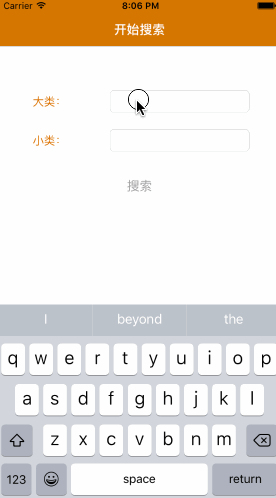 Carrier 8:06 PM
开始搜索
大类：
小类：
搜索
I beyond the
q w e r t y u i o p
a s d f g h j k l
z x c v b n m
123 space return